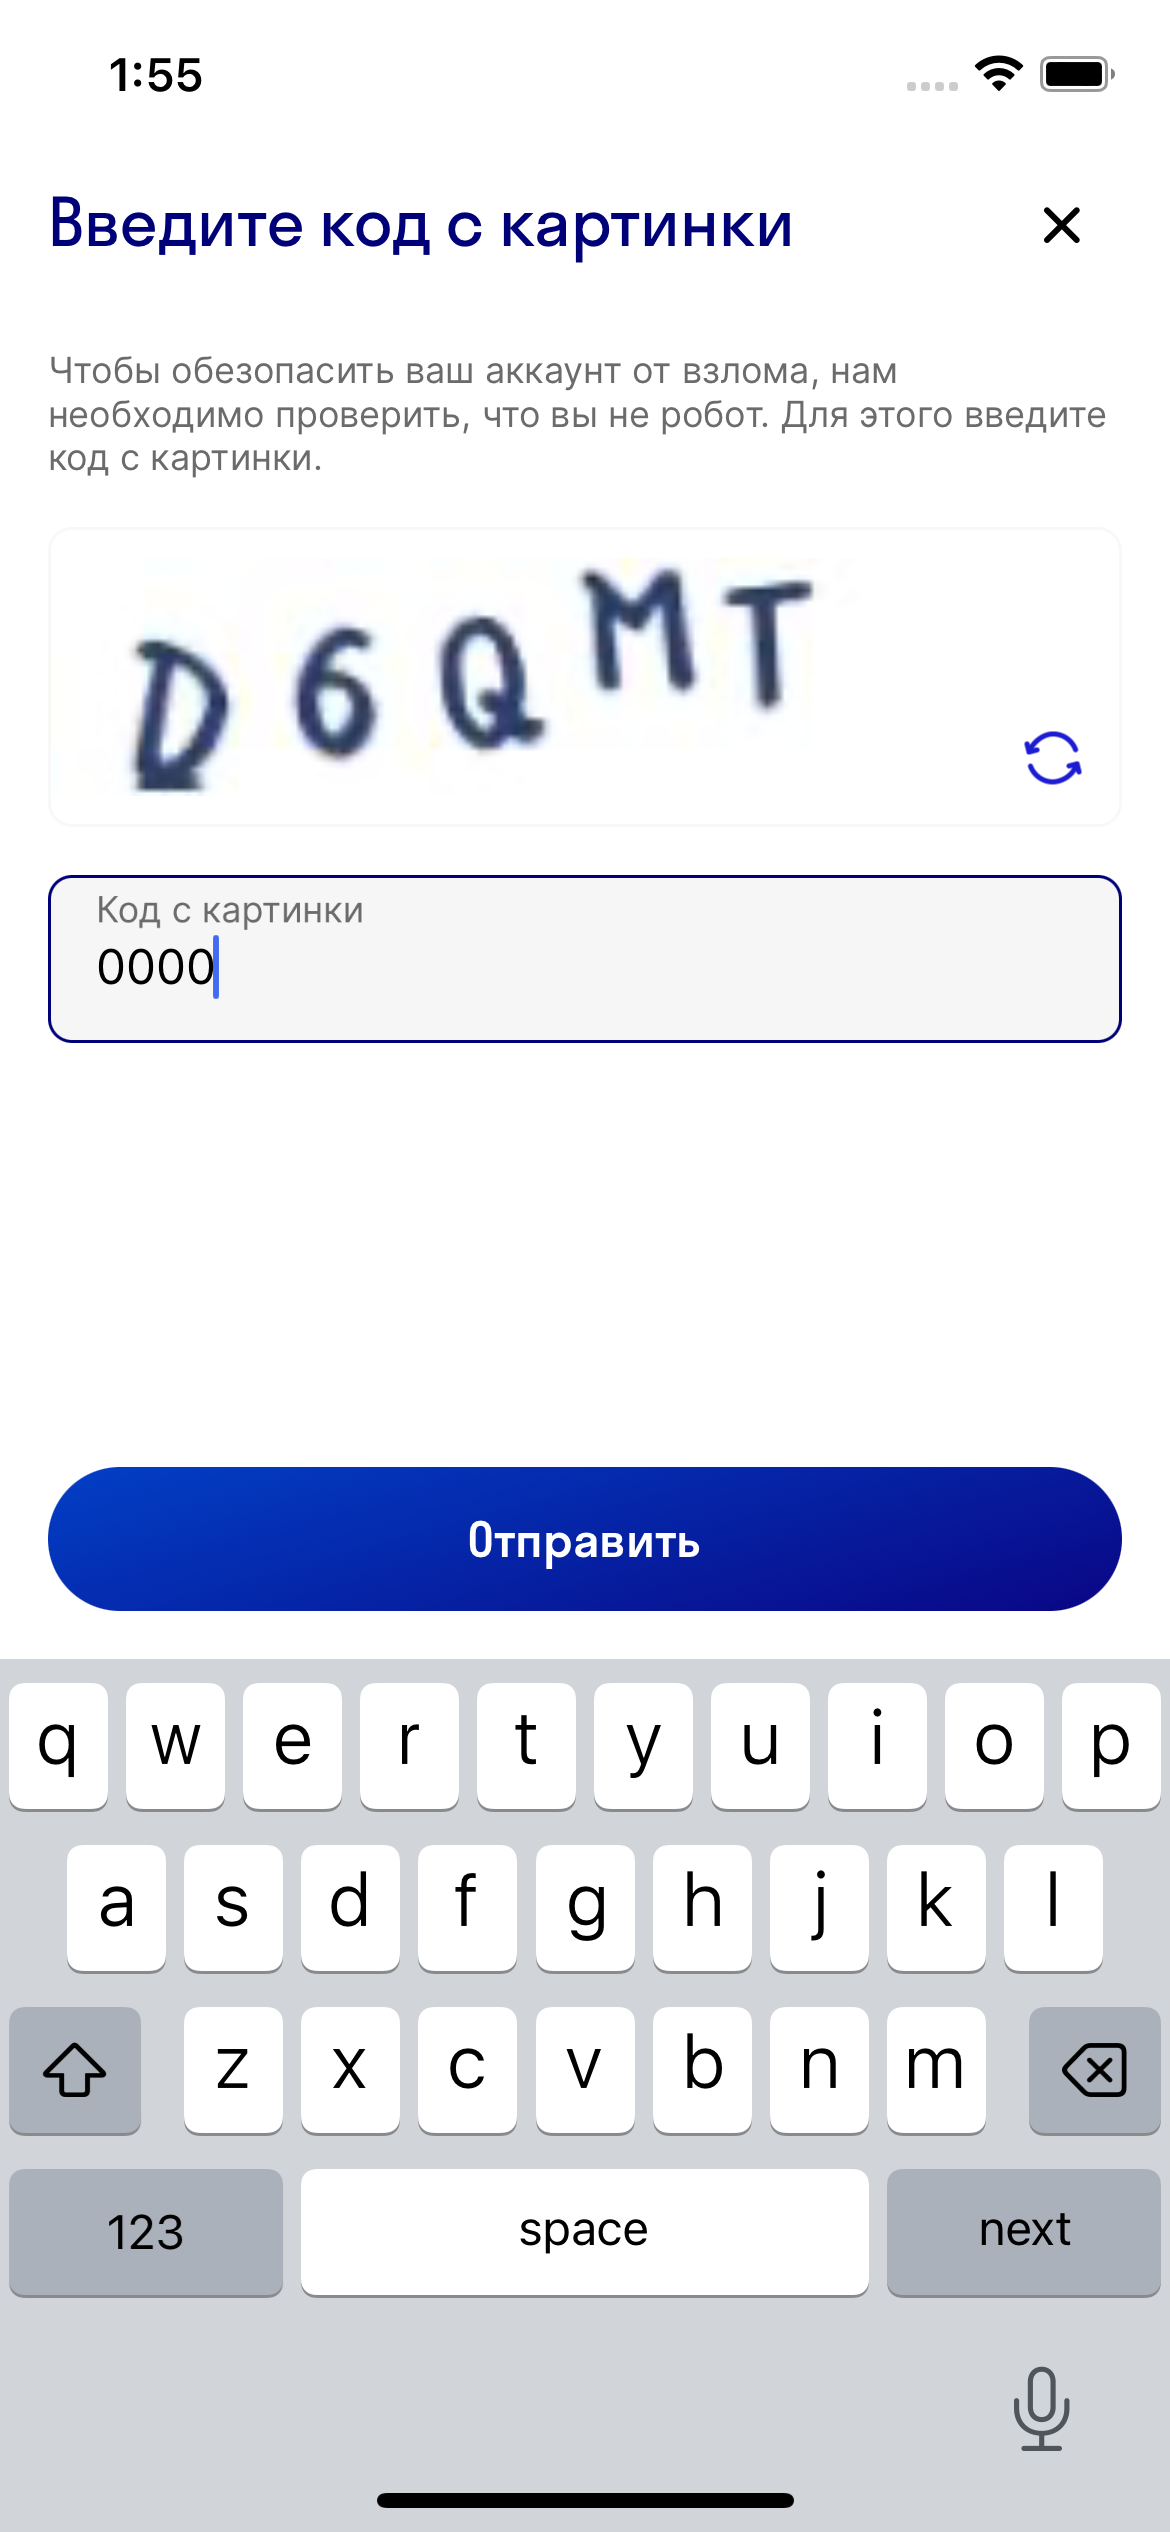 1:55
Введите код с картинки
Чтобы обезопасить ваш аккаунт от взлома, нам
необходимо проверить, что вы не робот. Для этого введите
код с картинки.
D6QMT
Код с картинки
0000
Отправить
q w e r t y u i o p
a s d f g h j k l
z x c v b n m
123 space next